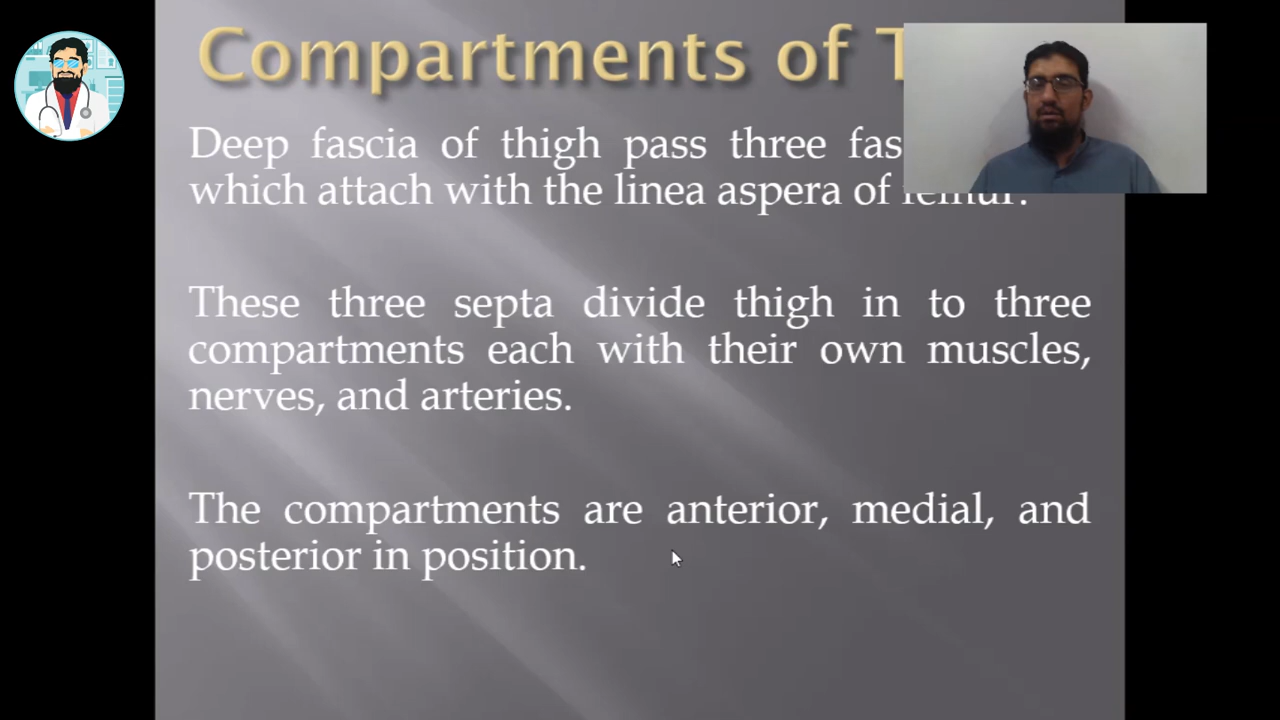 Compartments of
Deep fascia of thigh pass three
which attach with the linea aspera of femur.
These three septa divide thigh in to three
compartments each with their own muscles,
nerves, and arteries.
The compartments are anterior, medial, and
posterior in position.